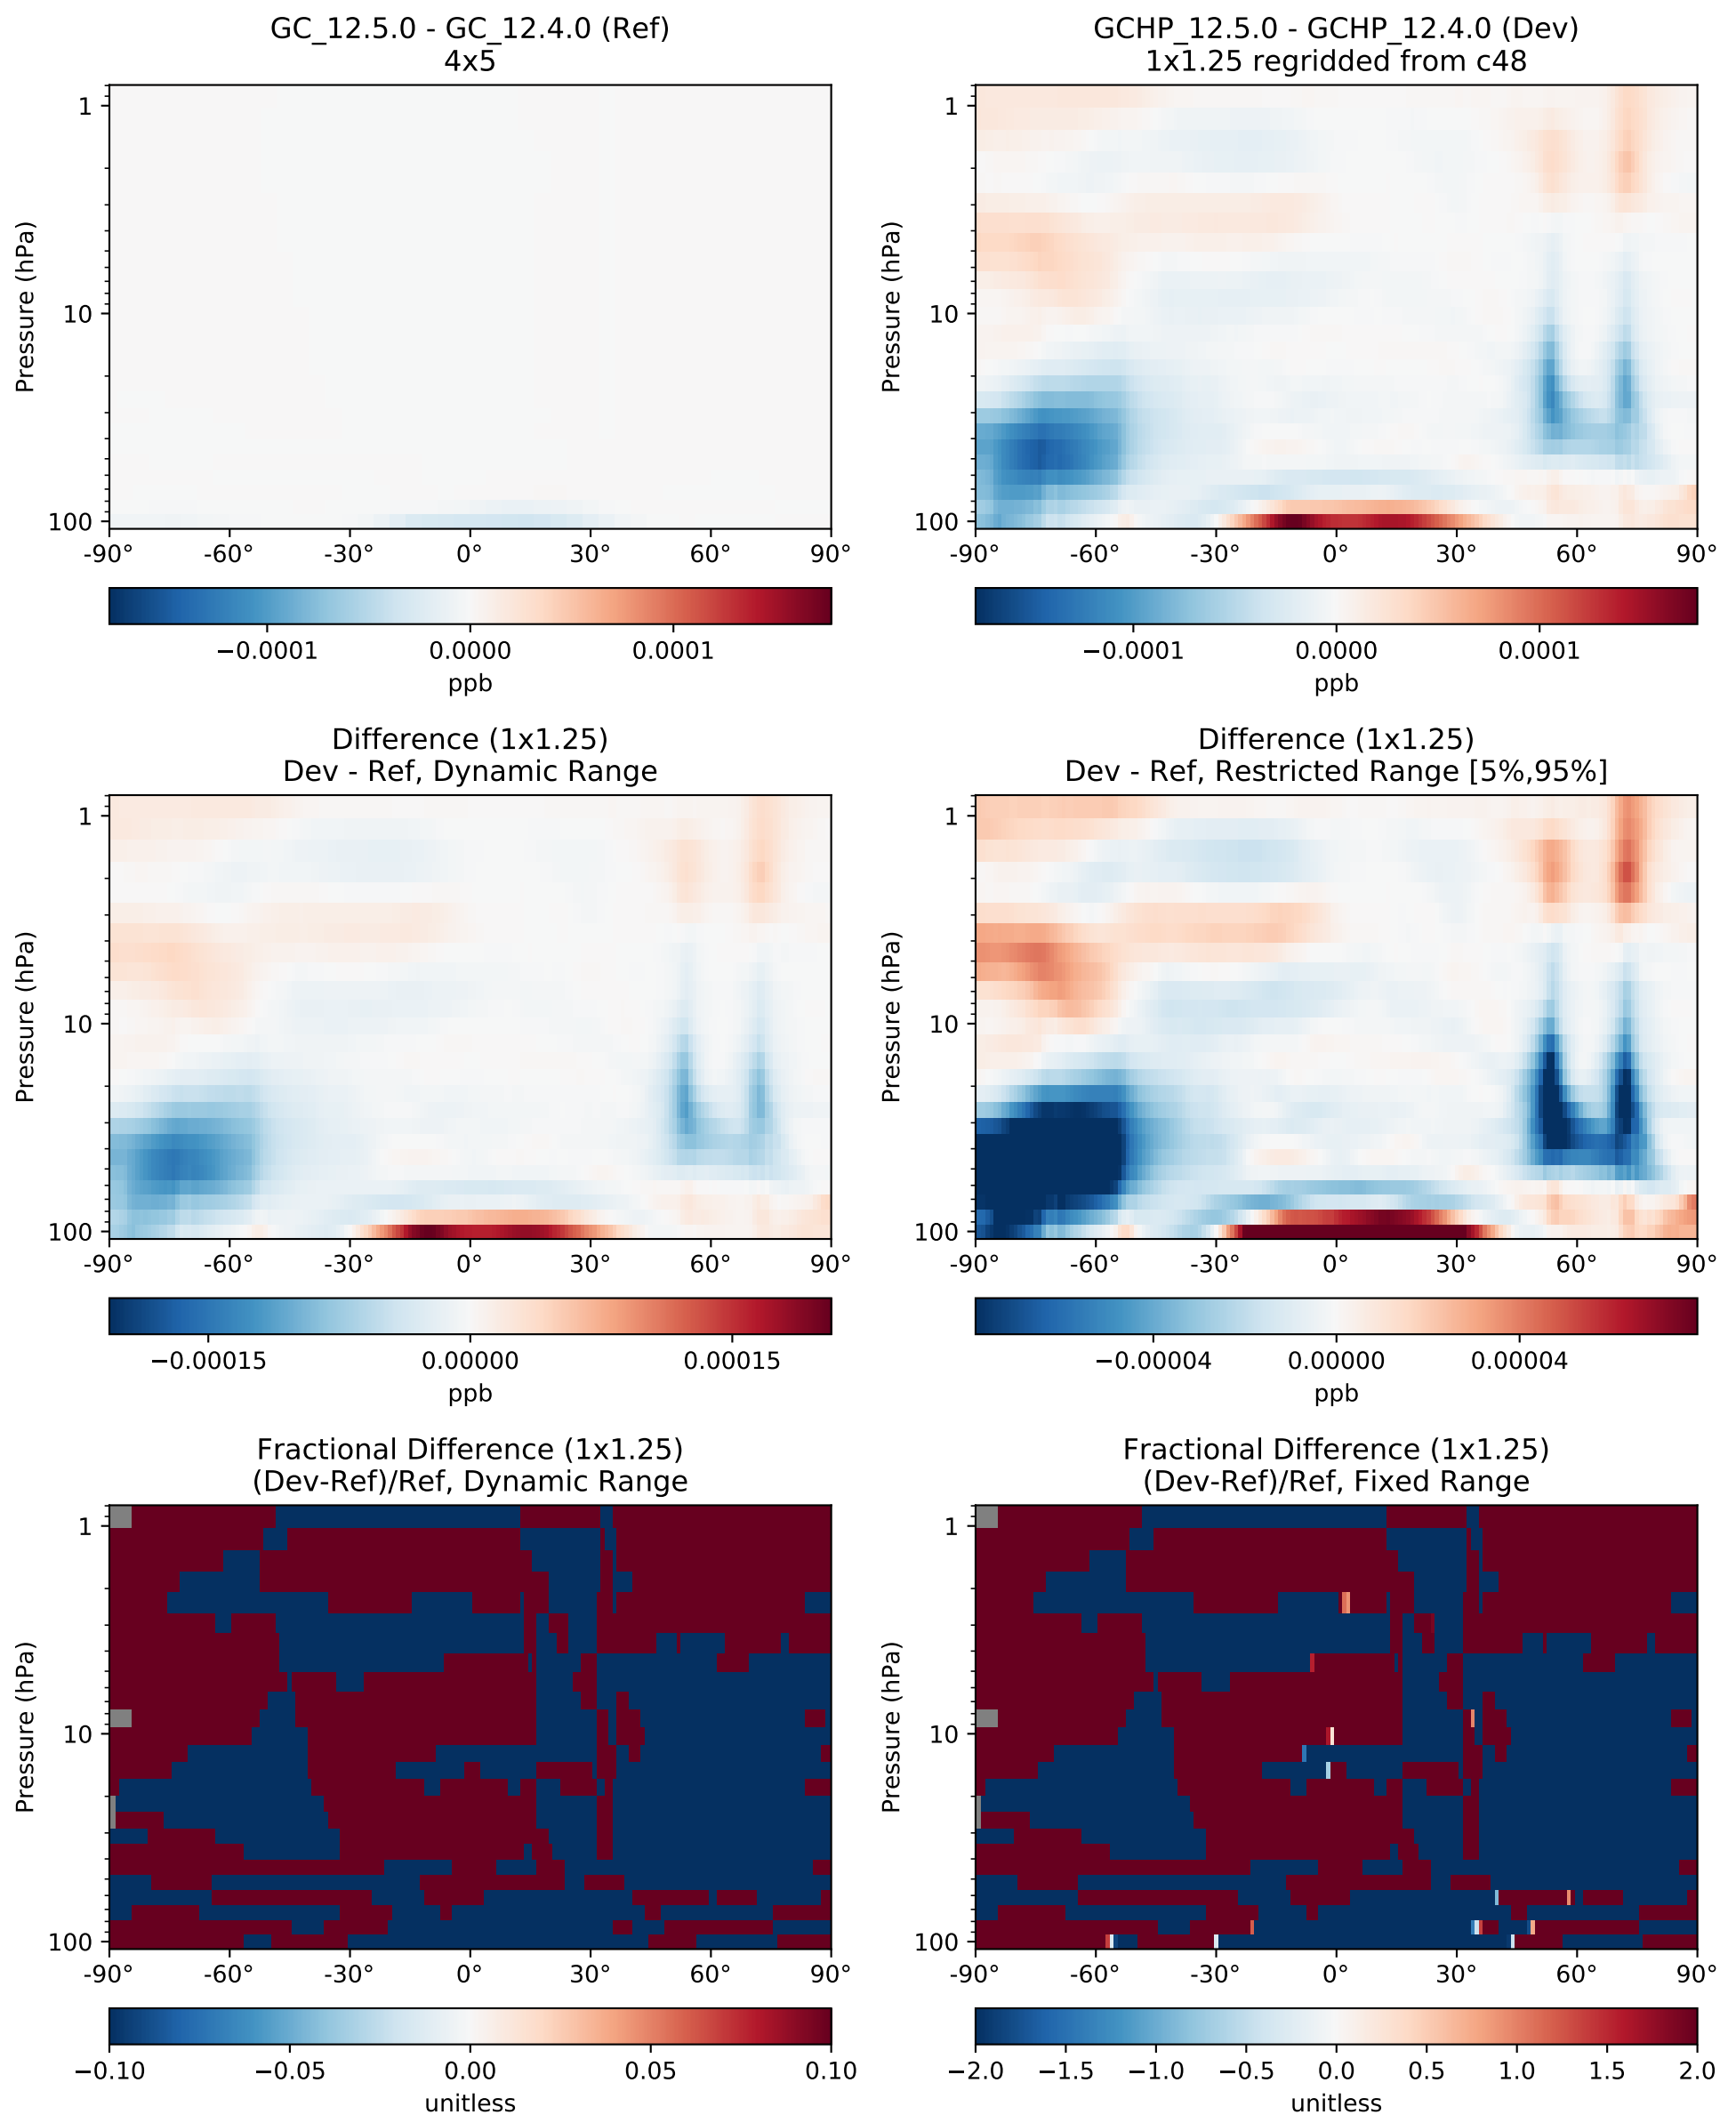 GC_12.5.0 - GC_12.4.0 (Ref)
4x5
Pressure (hPa)
1
10
100
-90° -60° -30° 0° 30° 60° 90°
−0.0001 0.0000 0.0001
ppb
GCHP_12.5.0 - GCHP_12.4.0 (Dev)
1x1.25 regridded from c48
Pressure (hPa)
1
10
100
-90° -60° -30° 0° 30° 60° 90°
−0.0001 0.0000 0.0001
ppb
Difference (1x1.25)
Dev - Ref, Dynamic Range
Pressure (hPa)
1
10
100
-90° -60° -30° 0° 30° 60° 90°
−0.00015 0.00000 0.00015
ppb
Difference (1x1.25)
Dev - Ref, Restricted Range [5%,95%]
Pressure (hPa)
1
10
100
-90° -60° -30° 0° 30° 60° 90°
−0.00004 0.00000 0.00004
ppb
Fractional Difference (1x1.25)
(Dev-Ref)/Ref, Dynamic Range
Pressure (hPa)
1
10
100
-90° -60° -30° 0° 30° 60° 90°
−0.10 −0.05 0.00 0.05 0.10
unitless
Fractional Difference (1x1.25)
(Dev-Ref)/Ref, Fixed Range
Pressure (hPa)
1
10
100
-90° -60° -30° 0° 30° 60° 90°
−2.0 −1.5 −1.0 −0.5 0.0 0.5 1.0 1.5 2.0
unitless